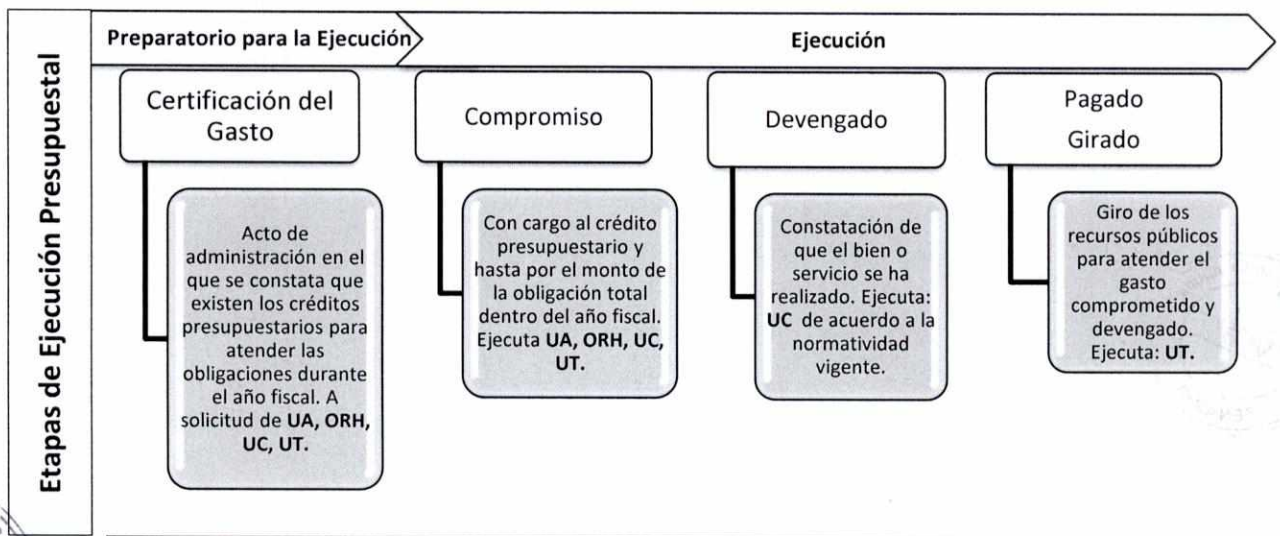 Etapas de Ejecución Presupuestal
Preparatorio para la Ejecución
Ejecución
Certificación del
Gasto
Acto de
administración en el
que se constata que
existen los créditos
presupuestarios para
atender las
obligaciones durante
el año fiscal. A
solicitud de UA, ORH,
UC, UT.
Compromiso
Con cargo al crédito
presupuestario y
hasta por el monto de
la obligación total
dentro del año fiscal.
Ejecuta UA, ORH, UC,
UT.
Devengado
Constatación de
que el bien o
servicio se ha
realizado. Ejecuta:
UC de acuerdo a la
normatividad
vigente.
Pagado
Girado
Giro de los
recursos públicos
para atender el
gasto
comprometido y
devengado.
Ejecuta: UT.